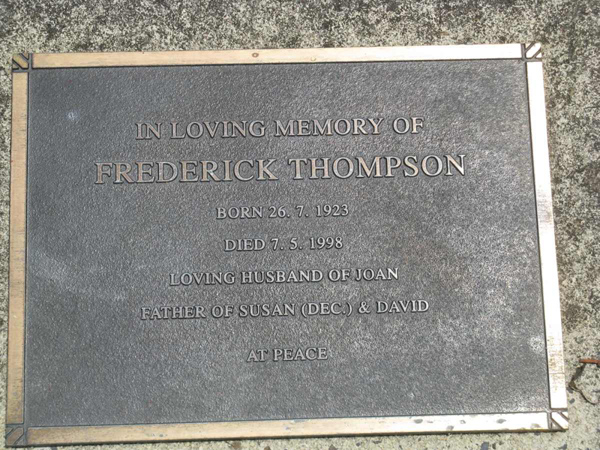 IN LOVING MEMORY OF
FREDERICK THOMPSON
BORN 26. 7. 1923
DIED 7. 5. 1998
LOVING HUSBAND OF JOAN
FATHER OF SUSAN (DEC.) & DAVID
AT PEACE